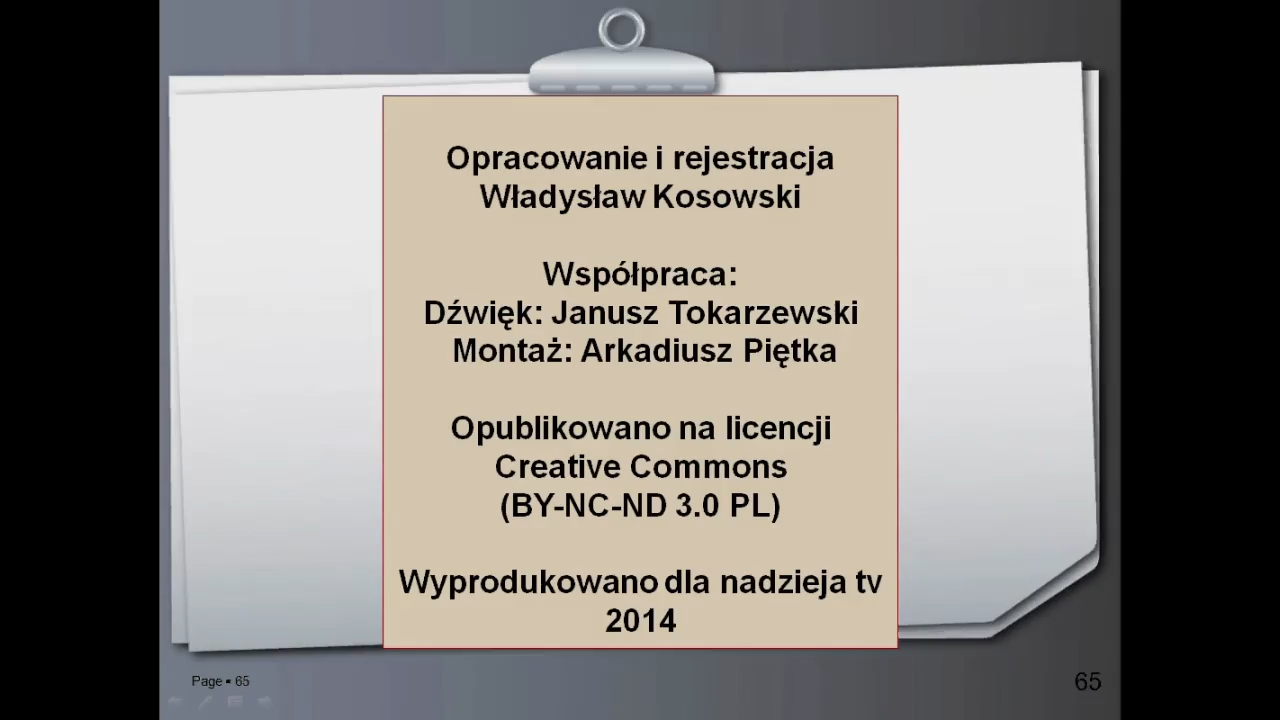 Opracowanie i rejestracja
Władysław Kosowski
Współpraca:
Dźwięk: Janusz Tokarzewski
Montaż: Arkadiusz Piętka
Opublikowano na licencji
Creative Commons
(BY-NC-ND 3.0 PL)
Wyprodukowano dla nadzieja tv
2014
Page ▪ 65
65